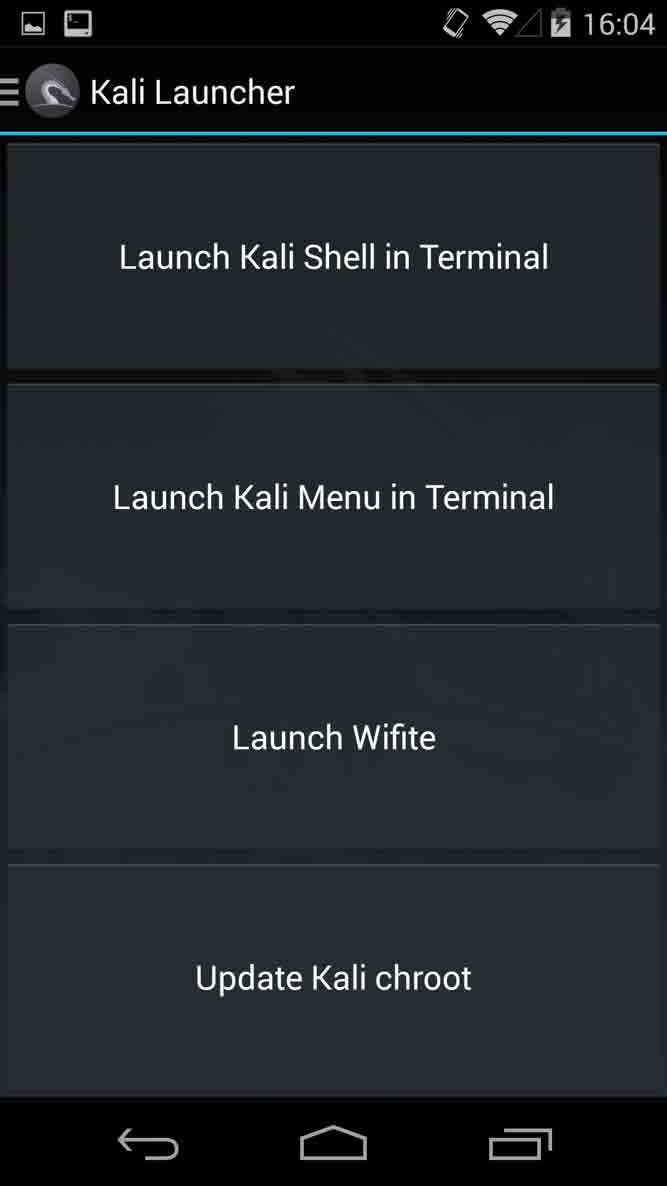 16:04
Kali Launcher
Launch Kali Shell in Terminal
Launch Kali Menu in Terminal
Launch Wifite
Update Kali chroot